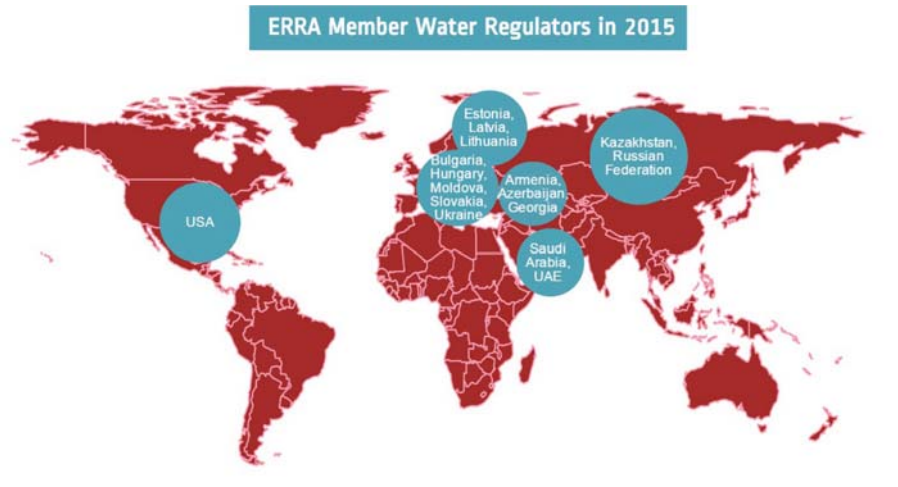 ERRA Member Water Regulators in 2015
Estonia,
Latvia,
Lithuania
Kazakhstan,
Russian
Federation
Bulgaria,
Hungary,
Moldova,
Slovakia,
Ukraine
Armenia,
Azerbaijan,
Georgia
USA
Saudi
Arabia,
UAE